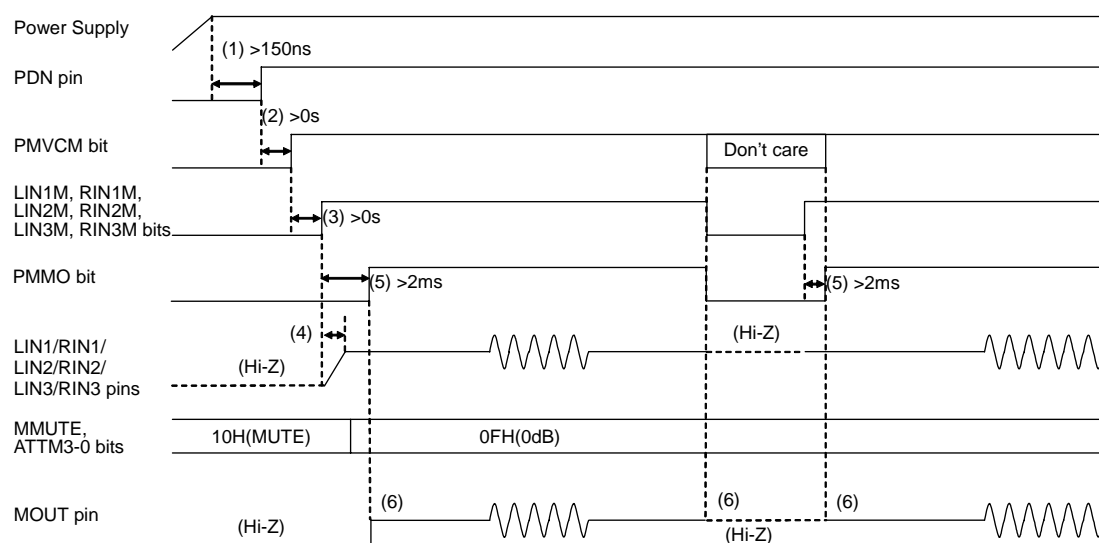 Power Supply
(1) >150ns
PDN pin
(2) >0s
PMVCM bit
Don't care
LIN1M, RIN1M,
LIN2M, RIN2M,
LIN3M, RIN3M bits
(3) >0s
PMMO bit
(5) >2ms
(5) >2ms
(4)
LIN1/RIN1/
LIN2/RIN2/
LIN3/RIN3 pins
(Hi-Z)
(Hi-Z)
MMUTE,
ATTM3-0 bits
10H(MUTE)
0FH(0dB)
MOUT pin
(Hi-Z)
(6)
(6)
(6)
(Hi-Z)